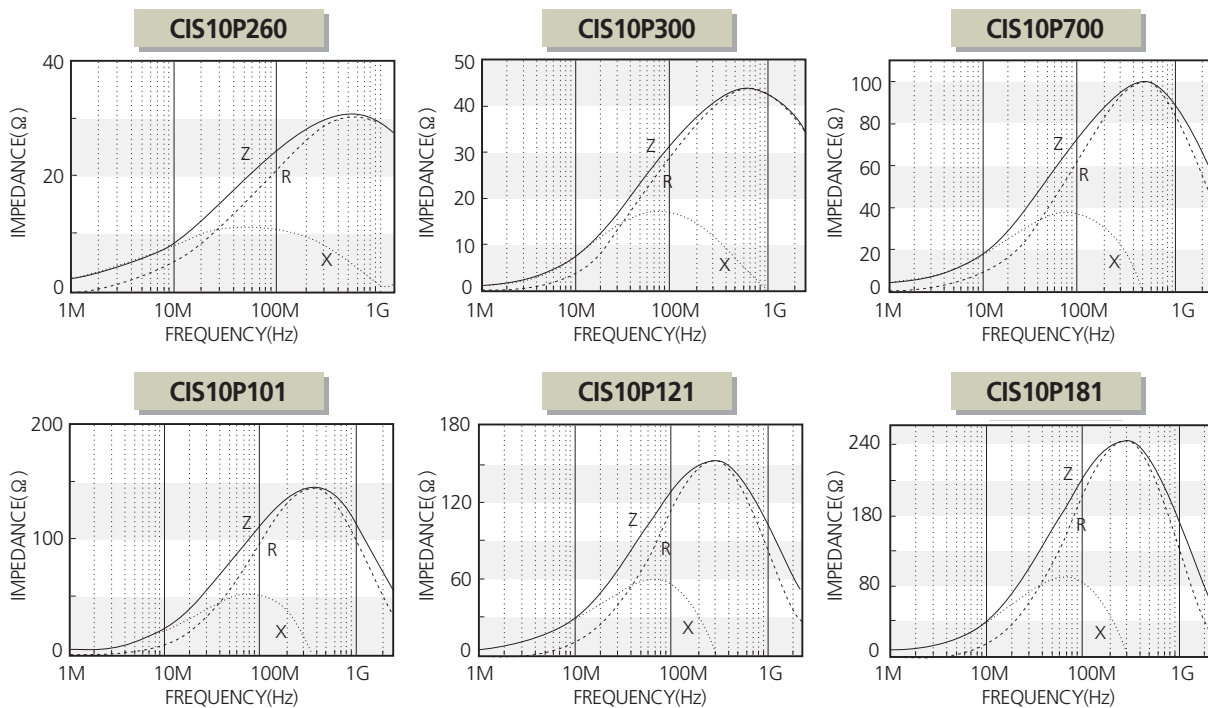 CIS10P260
CIS10P300
CIS10P700
IMPEDANCE(Ω)
40
20
0
Z
R
X
1M
10M
100M
1G
FREQUENCY(Hz)
IMPEDANCE(Ω)
50
40
30
20
10
0
Z
R
X
1M
10M
100M
1G
FREQUENCY(Hz)
IMPEDANCE(Ω)
100
80
60
40
20
0
Z
R
X
1M
10M
100M
1G
FREQUENCY(Hz)
CIS10P101
CIS10P121
CIS10P181
IMPEDANCE(Ω)
200
100
0
Z
R
X
1M
10M
100M
1G
FREQUENCY(Hz)
IMPEDANCE(Ω)
180
120
60
0
Z
R
X
1M
10M
100M
1G
FREQUENCY(Hz)
IMPEDANCE(Ω)
240
180
80
0
Z
R
X
1M
10M
100M
1G
FREQUENCY(Hz)